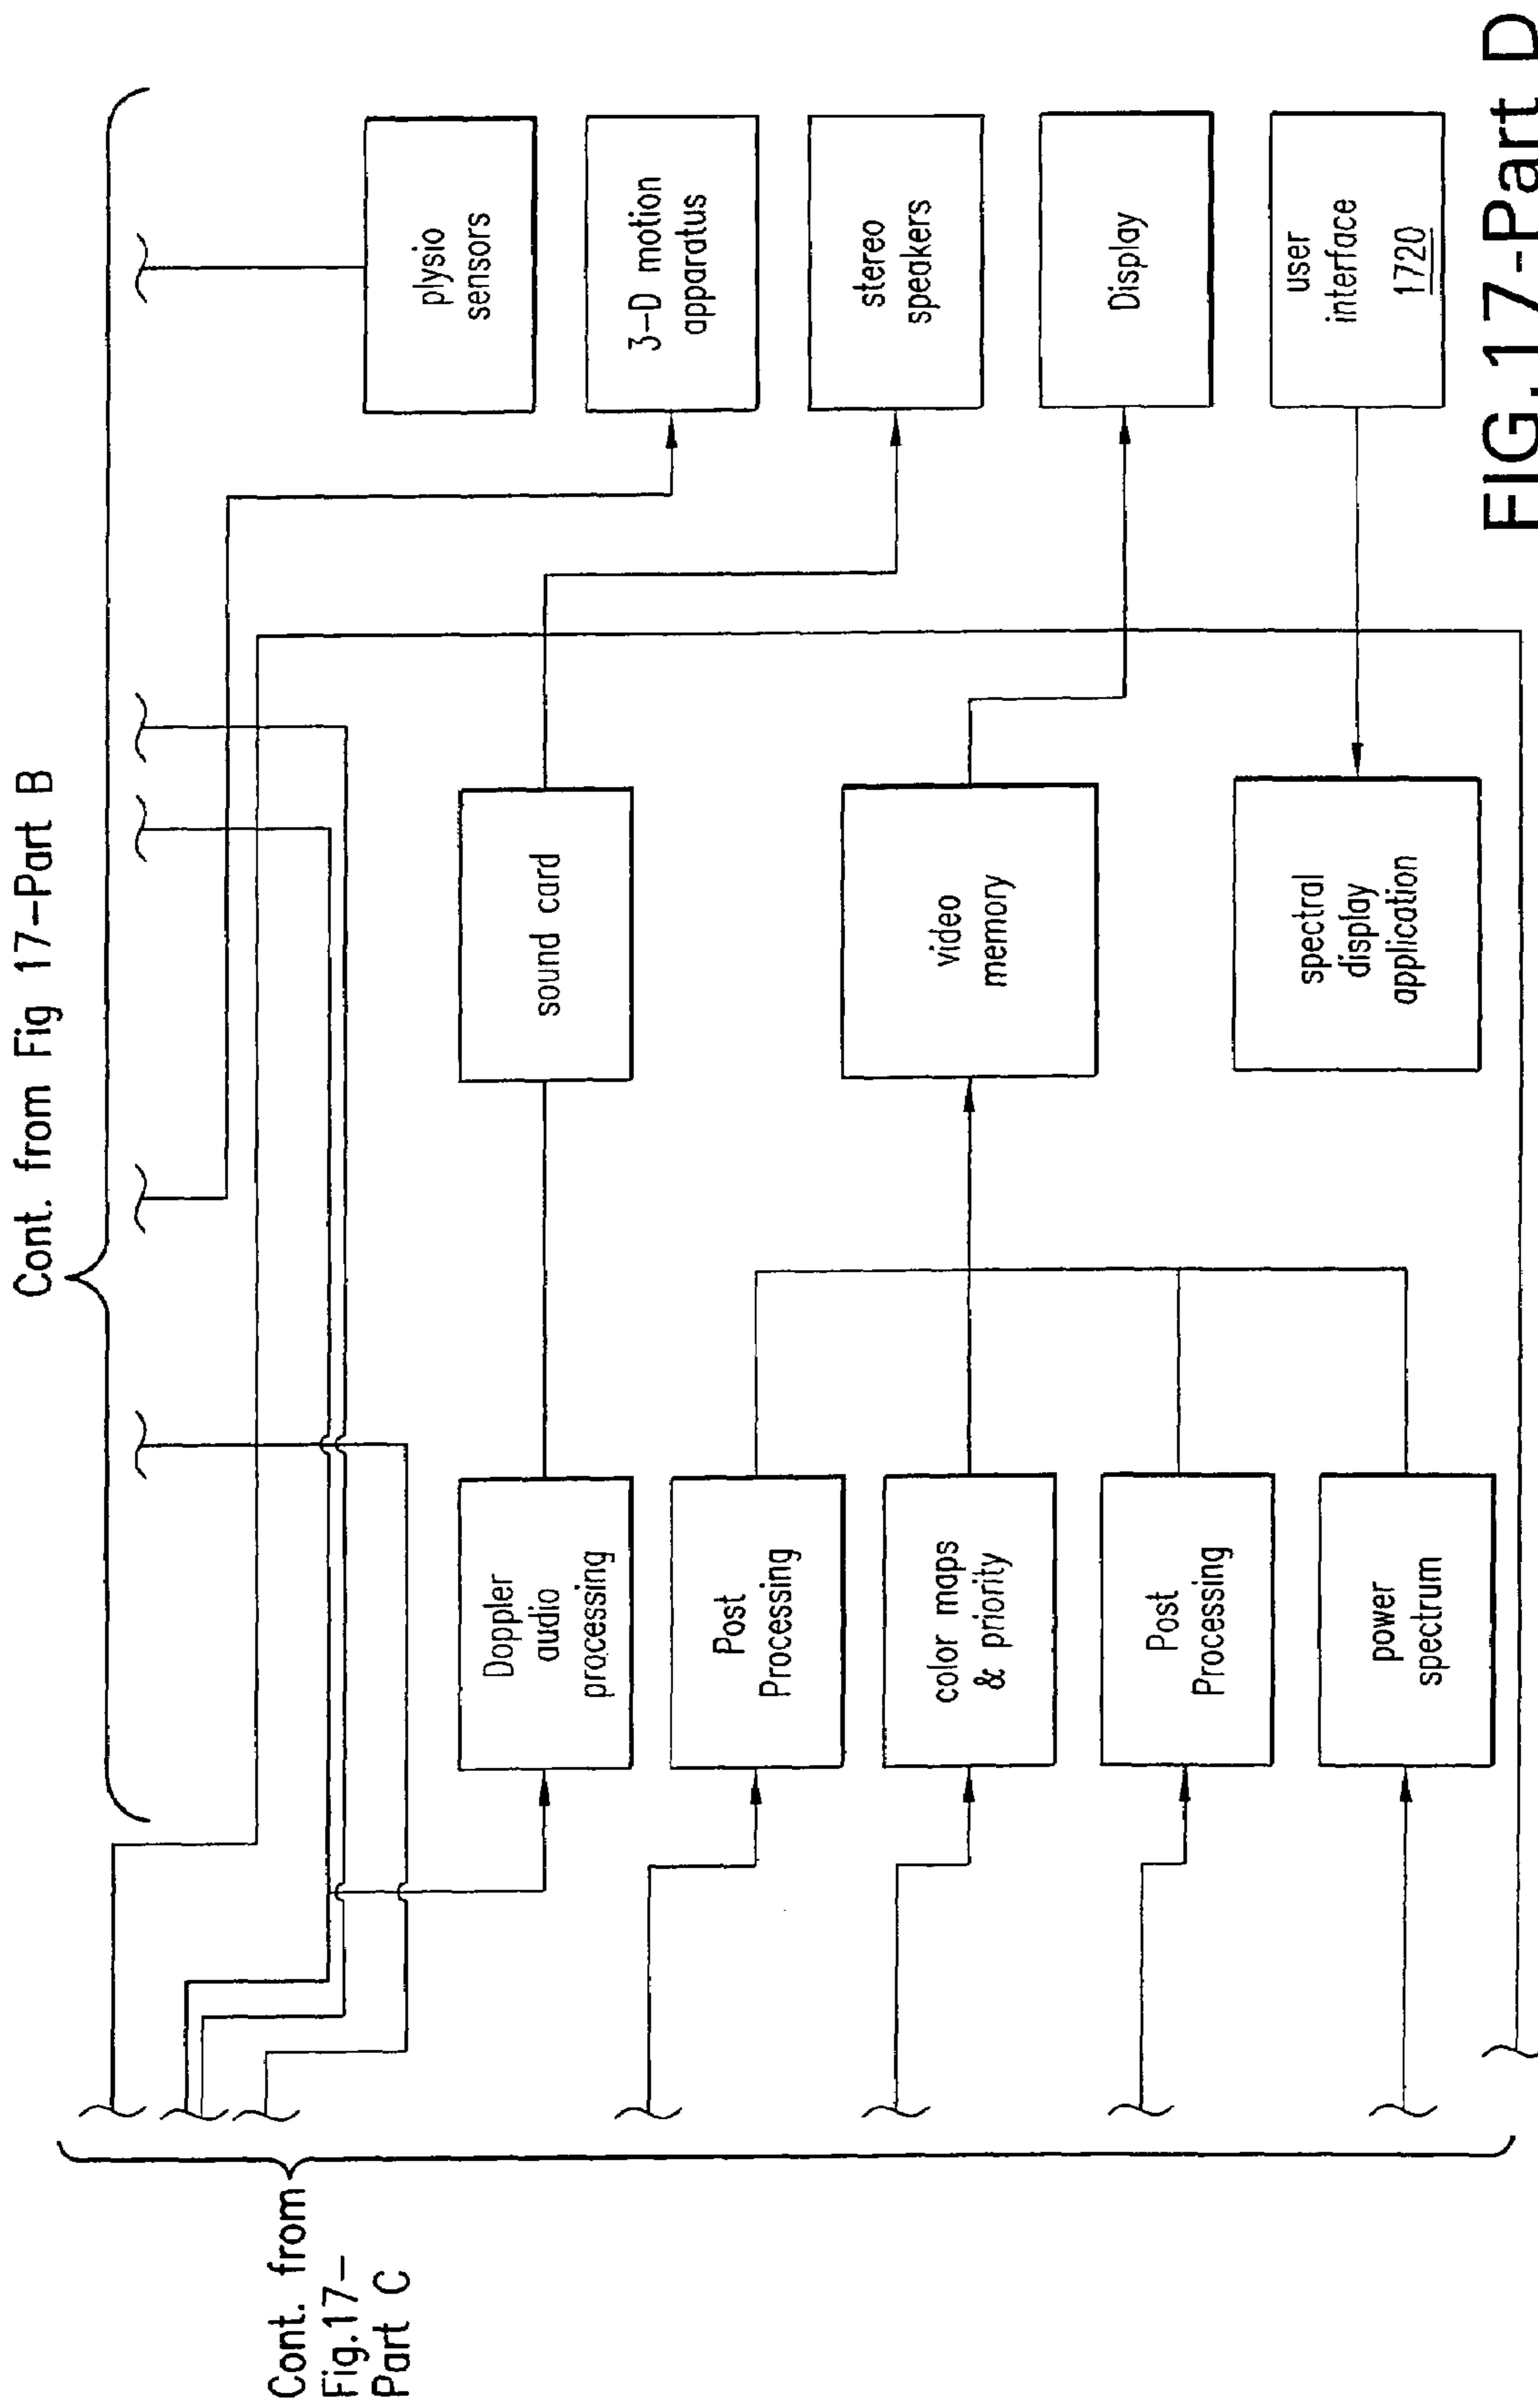 Cont. from Fig 17-Part B
Cont. from
Fig.17-
Part C
plysio
sensors
3-D motion
apparatus
stereo
speakers
Display
user
interface
1720
sound card
video
memory
spectral
display
application
Doppler
audio
processing
Post
Processing
color maps
& priority
Post
Processing
power
spectrum
FIG.17-Part D